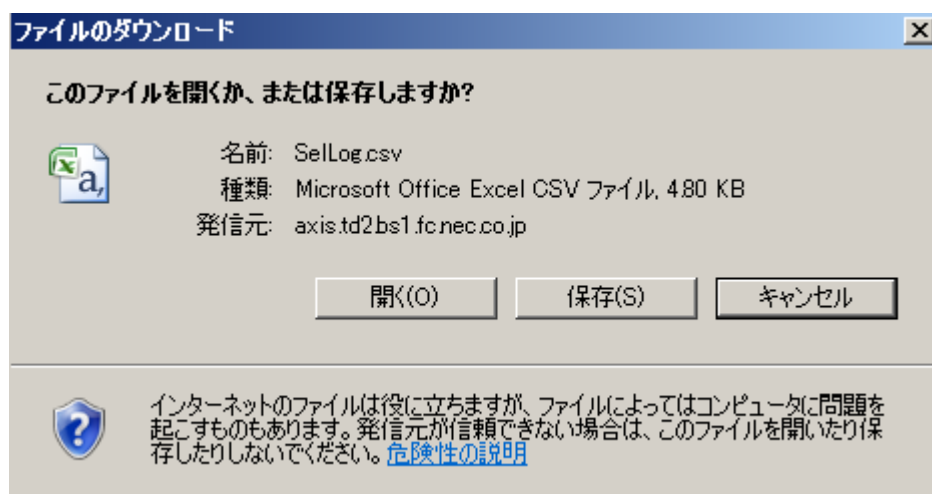 ファイルのダウンロード
このファイルを開くか、または保存しますか?
名前: SelLog.csv
種類: Microsoft Office Excel CSV ファイル, 4.80 KB
発信元: axis.td2.bs1.fc.nec.co.jp
開く(O) 保存(S) キャンセル
インターネットのファイルは役に立ちますが、ファイルによってはコンピュータに問題を
起こすものもあります。発信元が信頼できない場合は、このファイルを開いたり保
存したりしないでください。危険性の説明